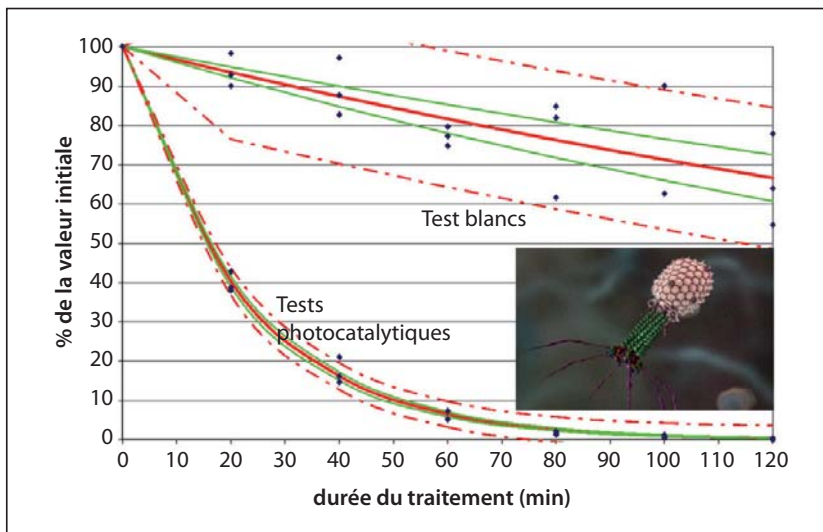 100
90
80
70
60
50
40
30
20
10
0
% de la valeur initiale
Test blancs
Tests
photocatalytiques
0 10 20 30 40 50 60 70 80 90 100 110 120
durée du traitement (min)